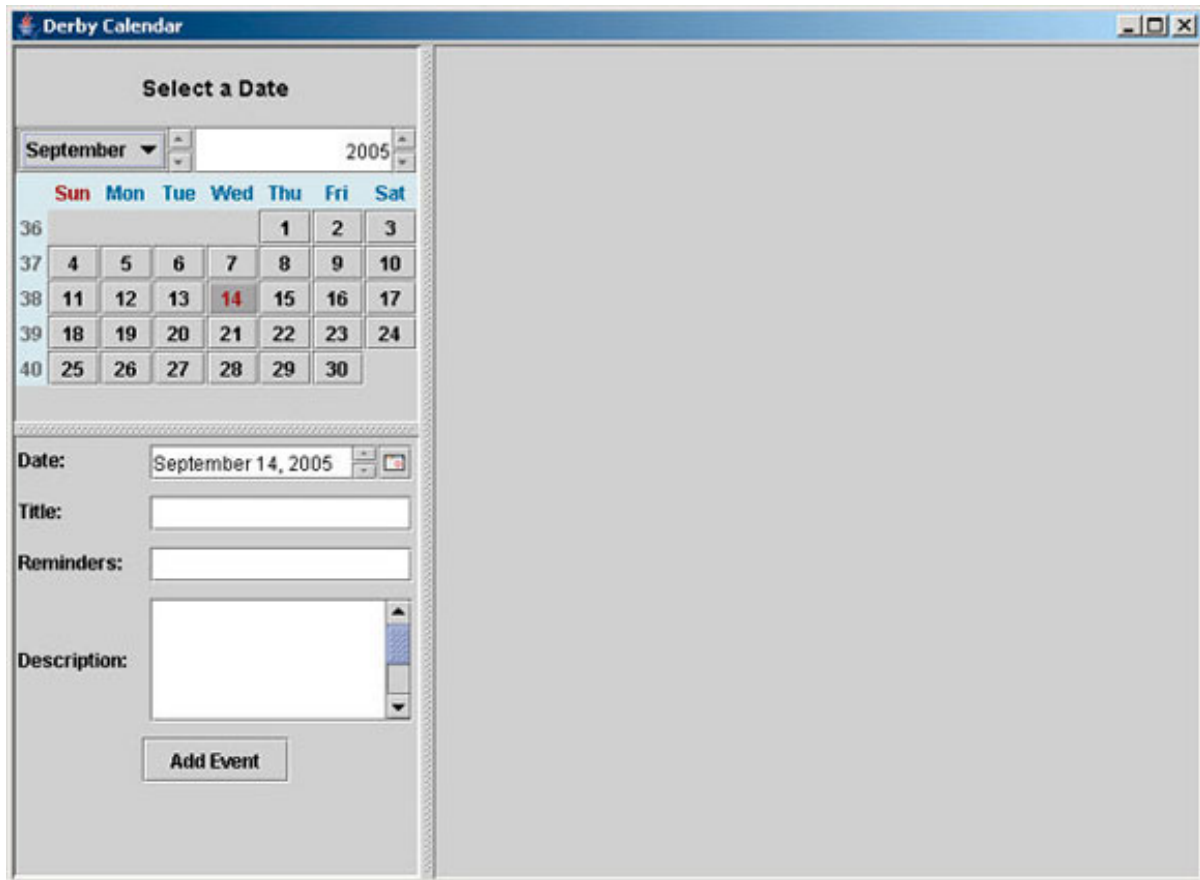 Derby Calendar
Select a Date
September 2005
Sun Mon Tue Wed Thu Fri Sat
36 1 2 3
37 4 5 6 7 8 9 10
38 11 12 13 14 15 16 17
39 18 19 20 21 22 23 24
40 25 26 27 28 29 30
Date: September 14, 2005
Title:
Reminders:
Description:
Add Event